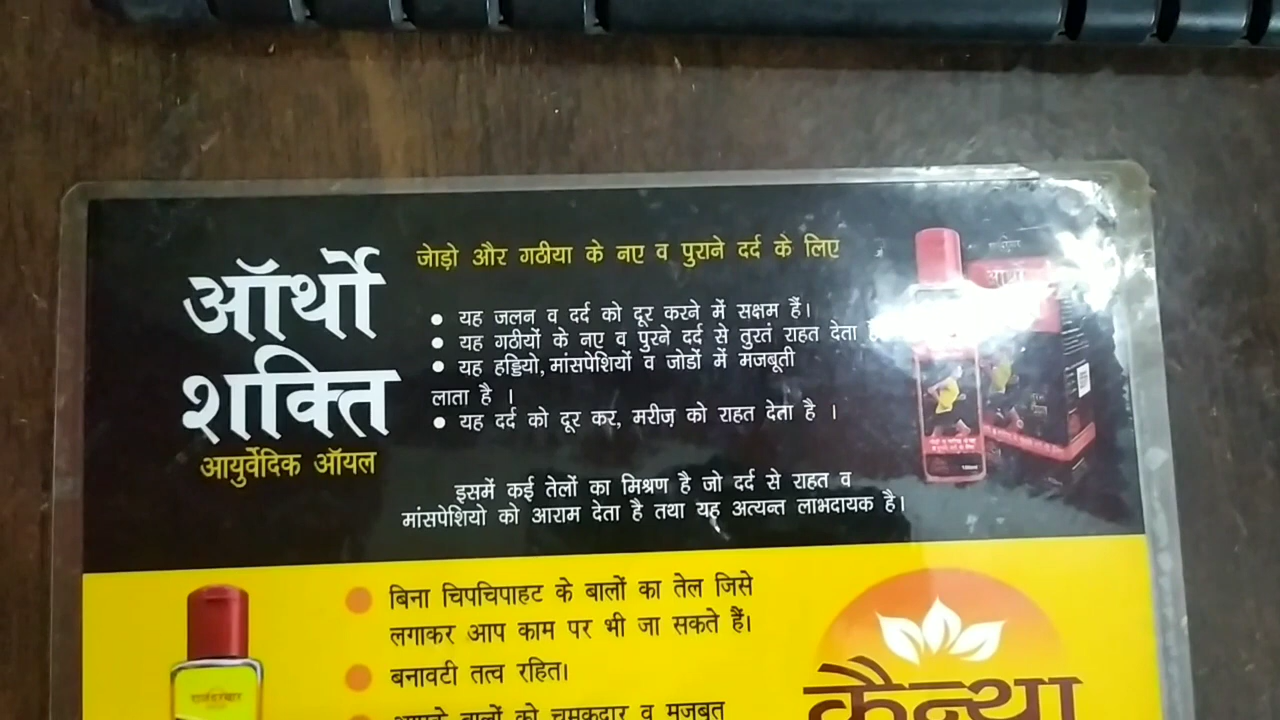 ऑर्थो
शक्ति
आयुर्वेदिक ऑयल
जोड़ो और गठीया के नए व पुराने दर्द के लिए
• यह जलन व दर्द को दूर करने में सक्षम हैं।
• यह गठीयों के नए व पुरने दर्द से तुरतं राहत देता
• यह हड्डियो, मांसपेशियों व जोडों में मजबूती
लाता है ।
• यह दर्द को दूर कर, मरीज़ को राहत देता है ।
इसमें कई तेलों का मिश्रण है जो दर्द से राहत व
मांसपेशियो को आराम देता है तथा यह अत्यन्त लाभदायक है।
बिना चिपचिपाहट के बालों का तेल जिसे
लगाकर आप काम पर भी जा सकते हैं।
बनावटी तत्व रहित।
बालों को चमकदार व मजबूत
कैन्था